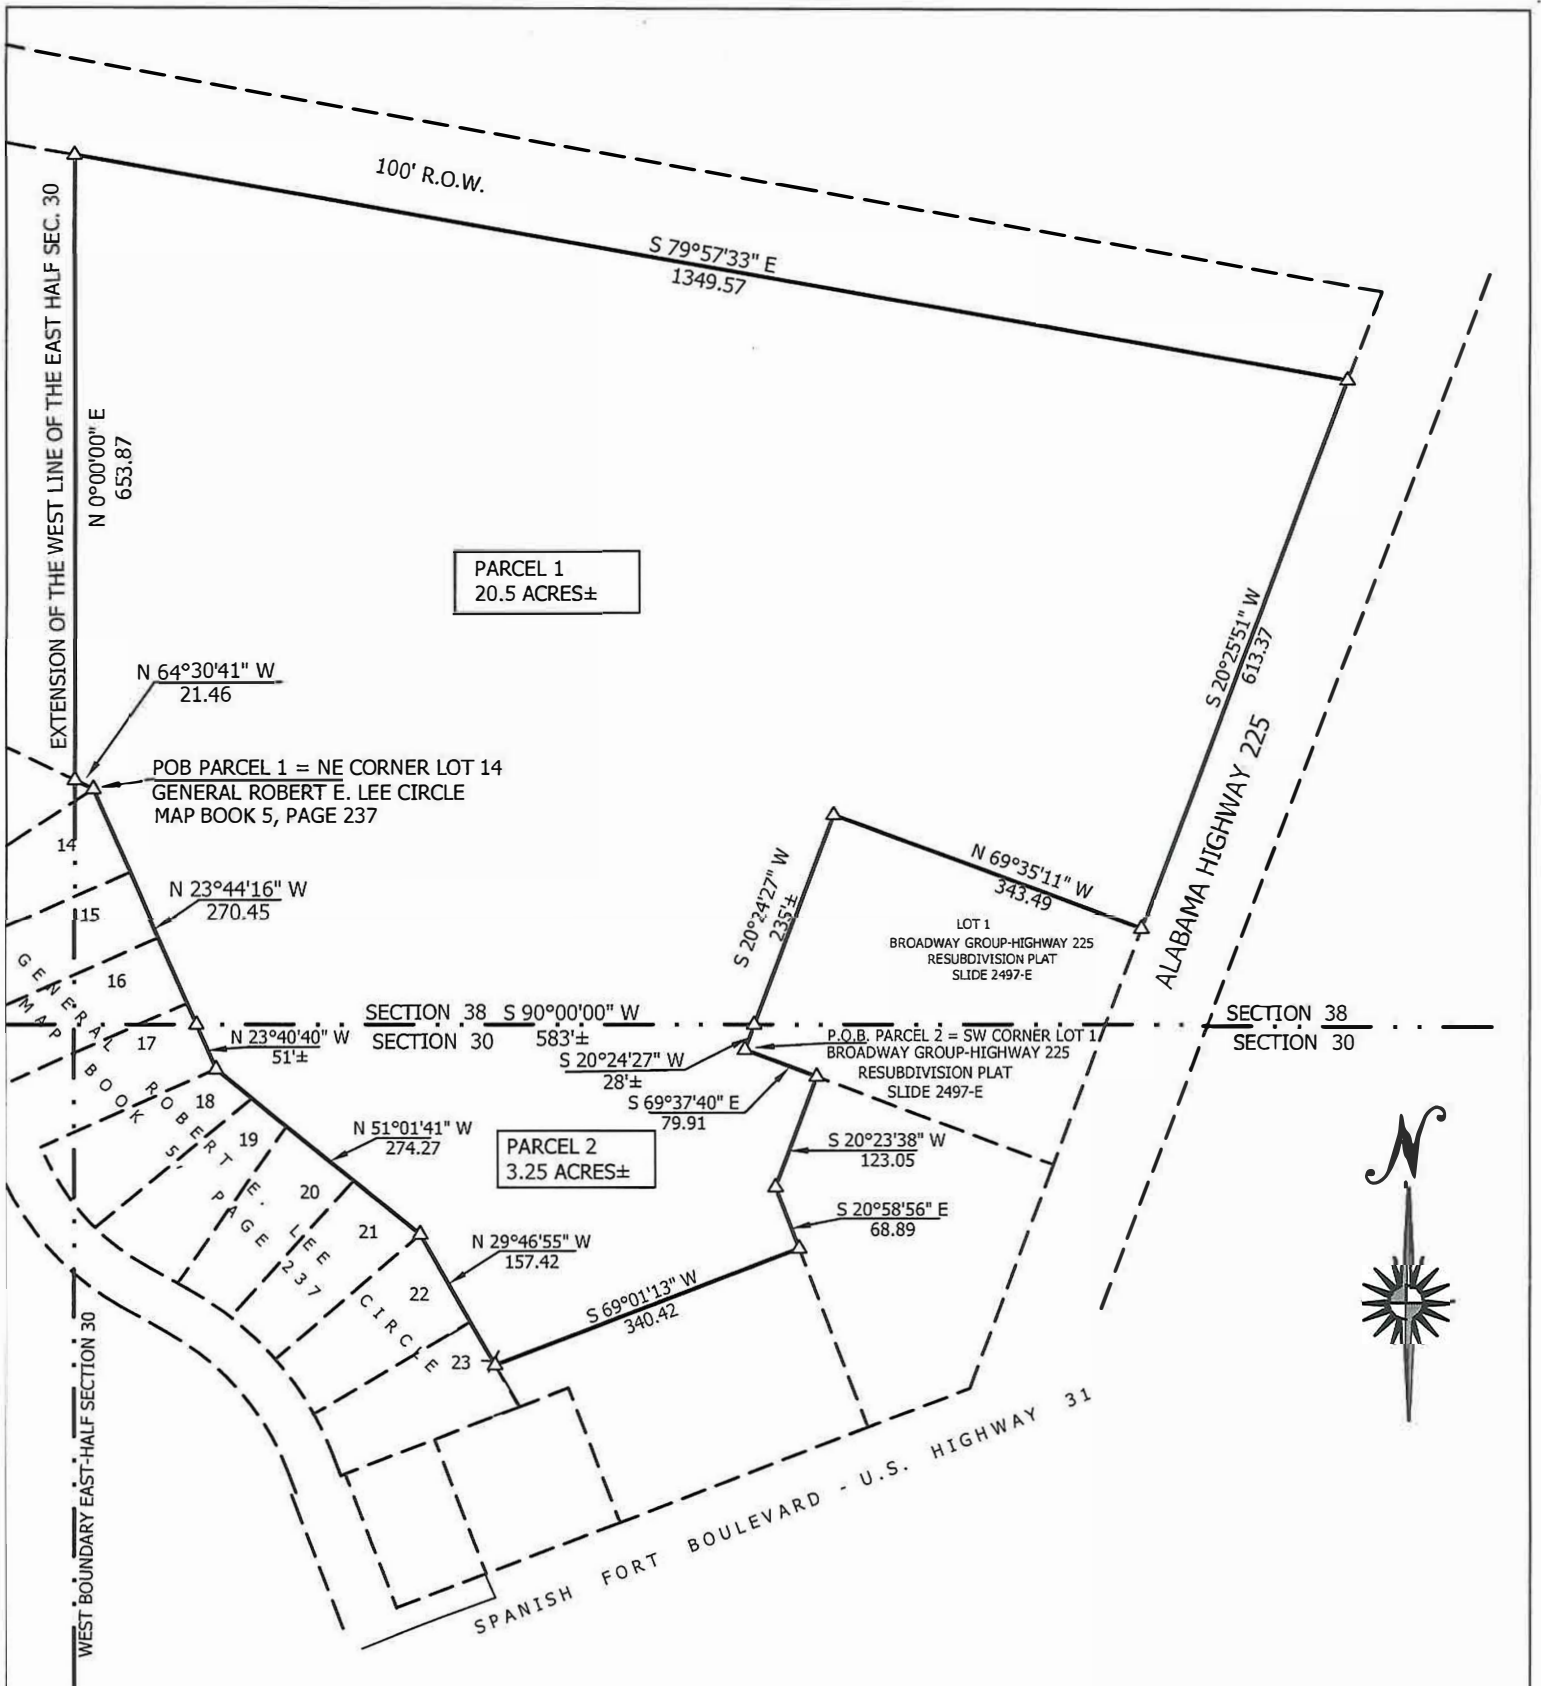 100' R.O.W.
S 79°57'33" E
1349.57
EXTENSION OF THE WEST LINE OF THE EAST HALF SEC. 30
N 0°00'00" E
653.87
PARCEL 1
20.5 ACRES±
S 20°25'51" W
613.37
N 64°30'41" W
21.46
POB PARCEL 1 = NE CORNER LOT 14
GENERAL ROBERT E. LEE CIRCLE
MAP BOOK 5, PAGE 237
ALABAMA HIGHWAY 225
14
N 23°44'16" W
270.45
15
16
17
S 20°24'27" W
235'±
N 69°35'11" W
343.49
LOT 1
BROADWAY GROUP-HIGHWAY 225
RESUBDIVISION PLAT
SLIDE 2497-E
SECTION 38 S 90°00'00" W
SECTION 30 583'±
SECTION 38
SECTION 30
N 23°40'40" W
51'±
S 20°24'27" W
28'±
P.O.B. PARCEL 2 = SW CORNER LOT 1
BROADWAY GROUP-HIGHWAY 225
RESUBDIVISION PLAT
SLIDE 2497-E
S 69°37'40" E
79.91
GENERAL ROBERT E. LEE CIRCLE
MAP BOOK 5, PAGE 237
18
19
20
21
22
23
N 51°01'41" W
274.27
PARCEL 2
3.25 ACRES±
S 20°23'38" W
123.05
S 20°58'56" E
68.89
N 29°46'55" W
157.42
S 69°01'13" W
340.42
N
WEST BOUNDARY EAST-HALF SECTION 30
SPANISH FORT BOULEVARD - U.S. HIGHWAY 31